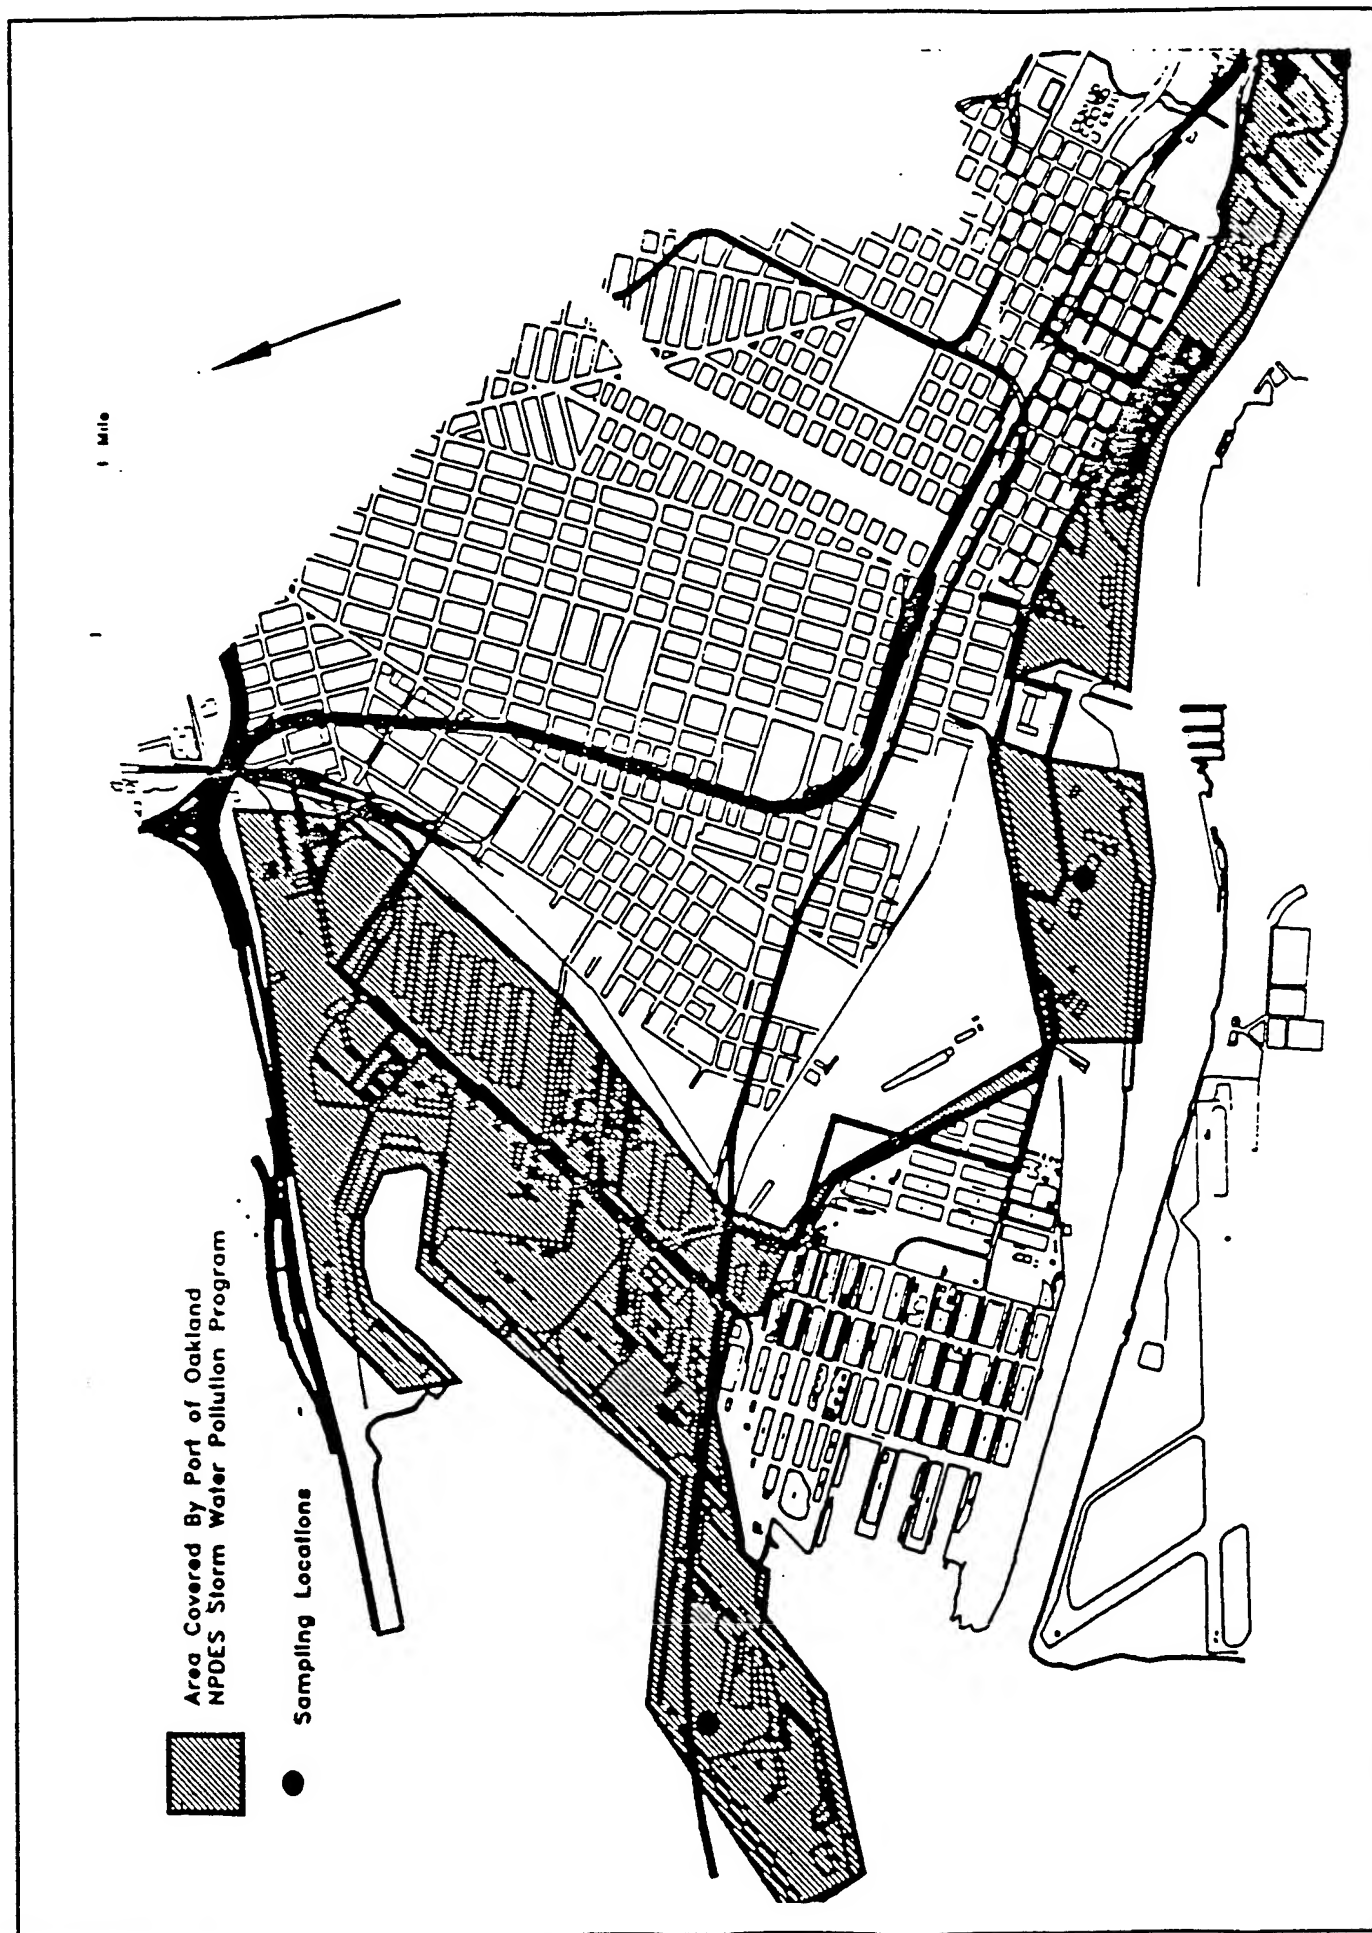 Area Covered By Port of Oakland
NPDES Storm Water Pollution Program
Sampling Locations
1 Mile